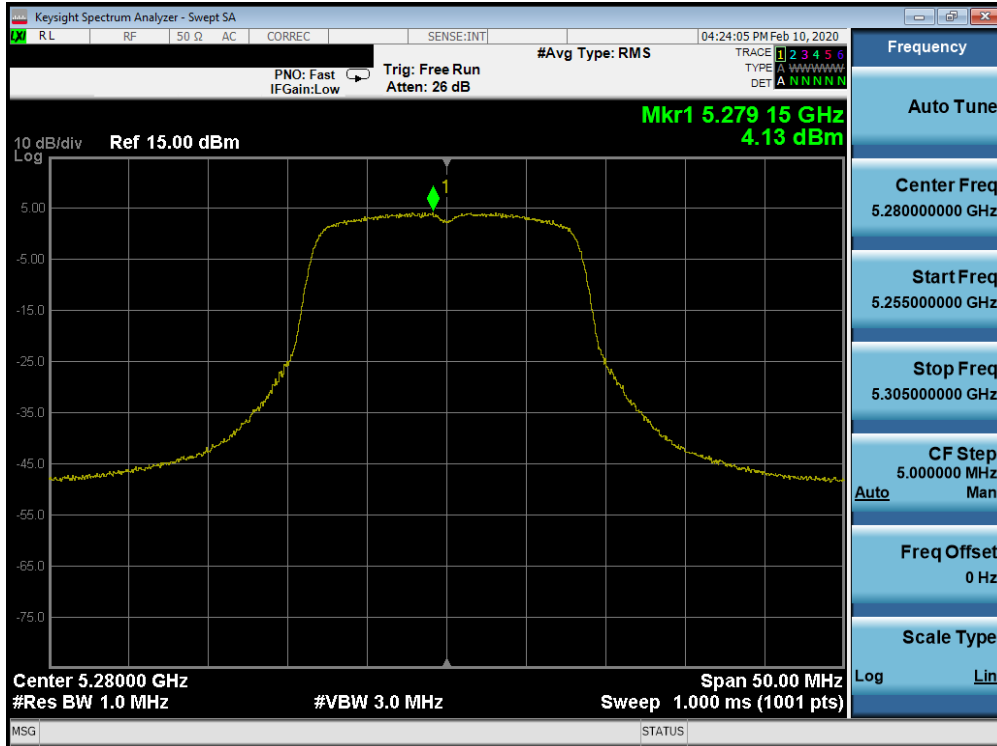 Keysight Spectrum Analyzer - Swept SA
LXI RL RF 50 Ω AC CORREC SENSE:INT 04:24:05 PM Feb 10, 2020
#Avg Type: RMS TRACE 1 2 3 4 5 6
PNO: Fast Trig: Free Run TYPE A WWWWW
IFGain:Low Atten: 26 dB DET A N N N N N
Mkr1 5.279 15 GHz
4.13 dBm
10 dB/div Ref 15.00 dBm
Log
1
5.00
-5.00
-15.0
-25.0
-35.0
-45.0
-55.0
-65.0
-75.0
Center 5.28000 GHz Span 50.00 MHz
#Res BW 1.0 MHz #VBW 3.0 MHz Sweep 1.000 ms (1001 pts)
MSG STATUS
Frequency
Auto Tune
Center Freq
5.280000000 GHz
Start Freq
5.255000000 GHz
Stop Freq
5.305000000 GHz
CF Step
5.000000 MHz
Auto Man
Freq Offset
0 Hz
Scale Type
Log Lin